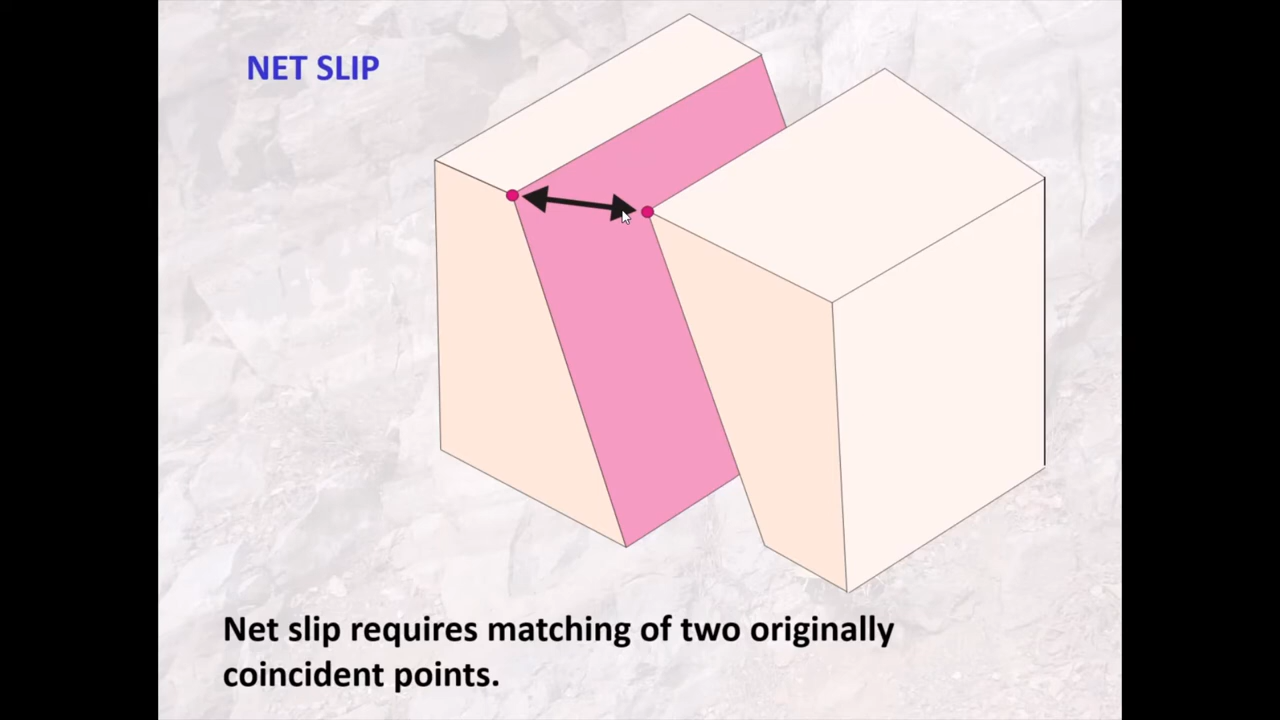 NET SLIP
Net slip requires matching of two originally
coincident points.